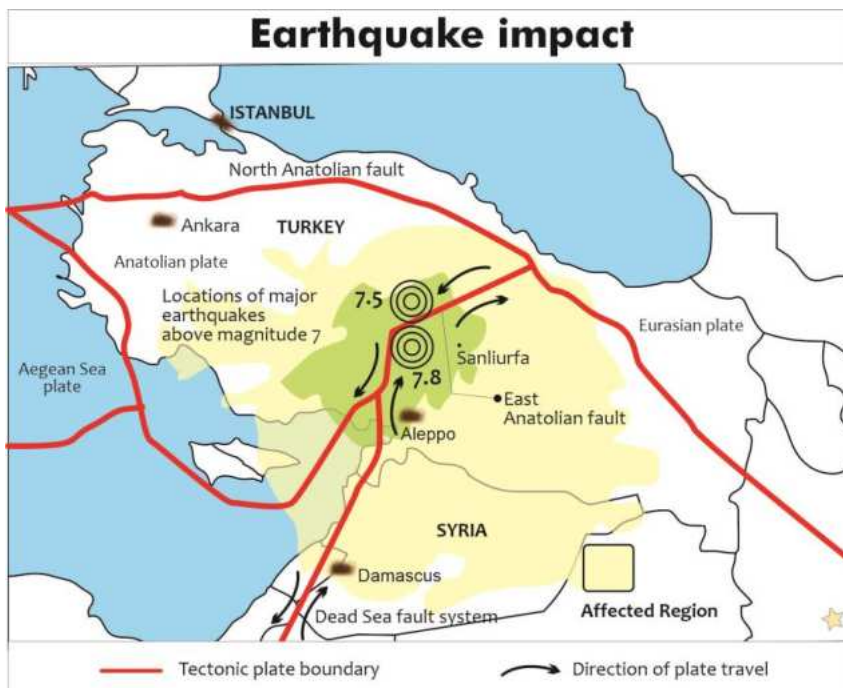 Earthquake impact
ISTANBUL
North Anatolian fault
Ankara
TURKEY
Anatolian plate
Locations of major
earthquakes
above magnitude 7
7.5
Eurasian plate
Aegean Sea
plate
Sanliurfa
7.8
East
Anatolian fault
Aleppo
SYRIA
Damascus
Affected Region
Dead Sea fault system
Tectonic plate boundary
Direction of plate travel